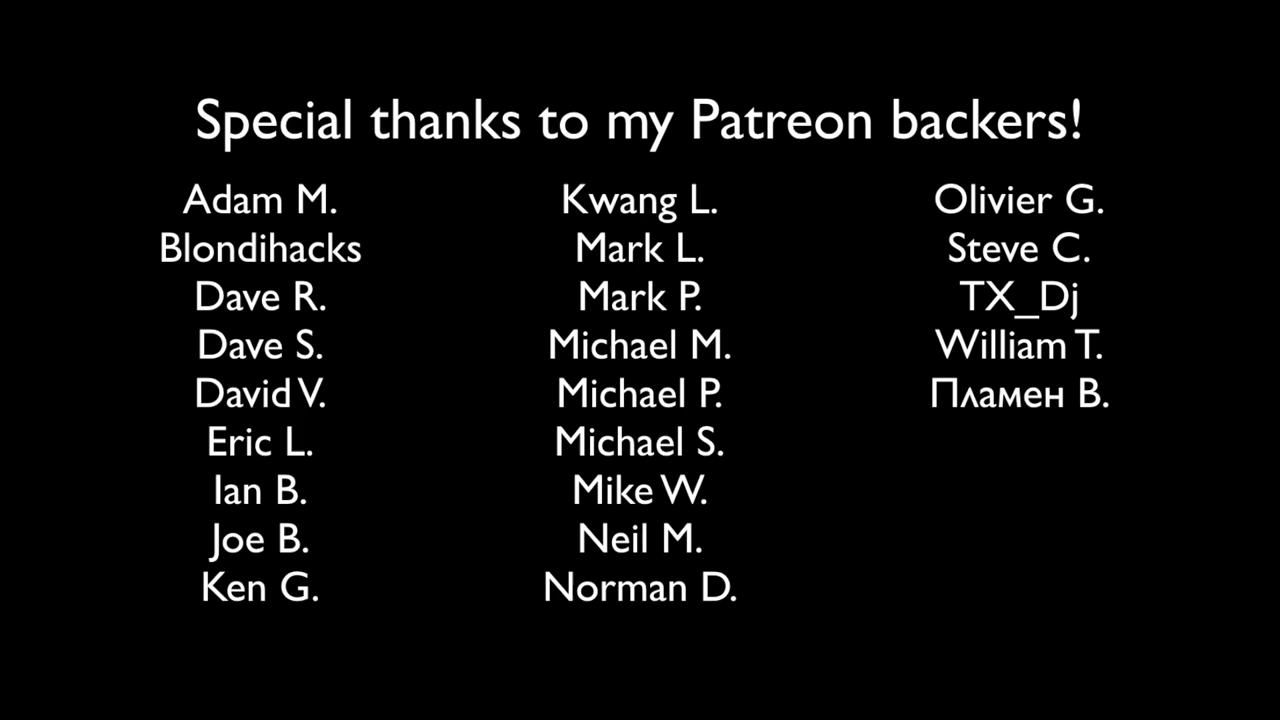 Special thanks to my Patreon backers!
Adam M.
Blondihacks
Dave R.
Dave S.
David V.
Eric L.
Ian B.
Joe B.
Ken G.
Kwang L.
Mark L.
Mark P.
Michael M.
Michael P.
Michael S.
Mike W.
Neil M.
Norman D.
Olivier G.
Steve C.
TX_Dj
William T.
Пламен В.